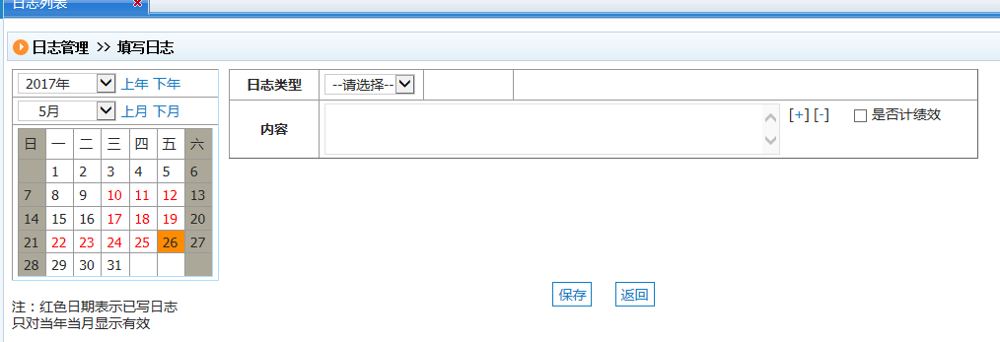 日志列表
日志管理 >> 填写日志
2017年 上年 下年
5月 上月 下月
日 一 二 三 四 五 六
1 2 3 4 5 6
7 8 9 10 11 12 13
14 15 16 17 18 19 20
21 22 23 24 25 26 27
28 29 30 31
注：红色日期表示已写日志
只对当年当月显示有效
日志类型 --请选择--
内容 [+] [-] 是否计绩效
保存 返回